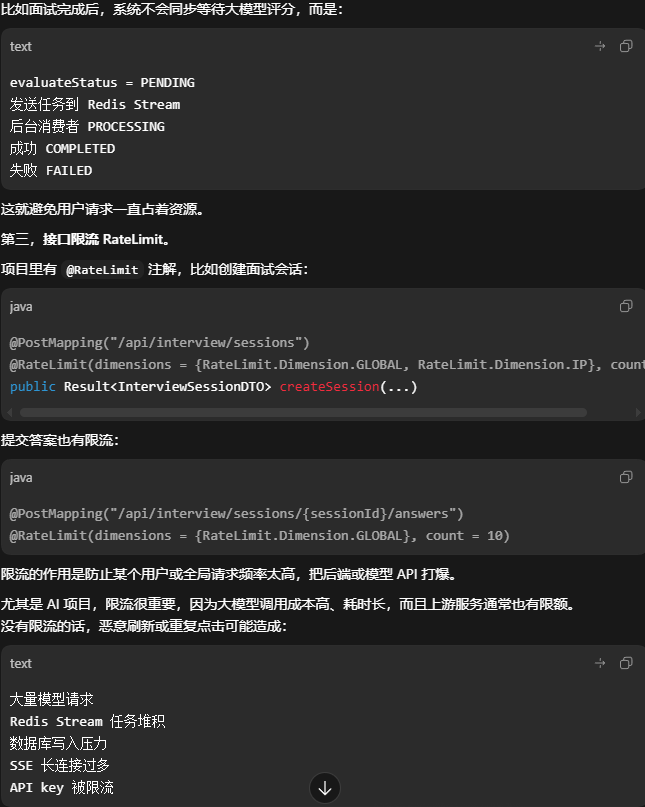 比如面试完成后，系统不会同步等待大模型评分，而是：
text
evaluateStatus = PENDING
发送任务到 Redis Stream
后台消费者 PROCESSING
成功 COMPLETED
失败 FAILED
这就避免用户请求一直占着资源。
第三，接口限流 RateLimit。
项目里有 @RateLimit 注解，比如创建面试会话：
java
@PostMapping("/api/interview/sessions")
@RateLimit(dimensions = {RateLimit.Dimension.GLOBAL, RateLimit.Dimension.IP}, count
public Result<InterviewSessionDTO> createSession(...)
提交答案也有限流：
java
@PostMapping("/api/interview/sessions/{sessionId}/answers")
@RateLimit(dimensions = {RateLimit.Dimension.GLOBAL}, count = 10)
限流的作用是防止某个用户或全局请求频率太高，把后端或模型 API 打爆。
尤其是 AI 项目，限流很重要，因为大模型调用成本高、耗时长，而且上游服务通常也有限额。
没有限流的话，恶意刷新或重复点击可能造成：
text
大量模型请求
Redis Stream 任务堆积
数据库写入压力
SSE 长连接过多
API key 被限流